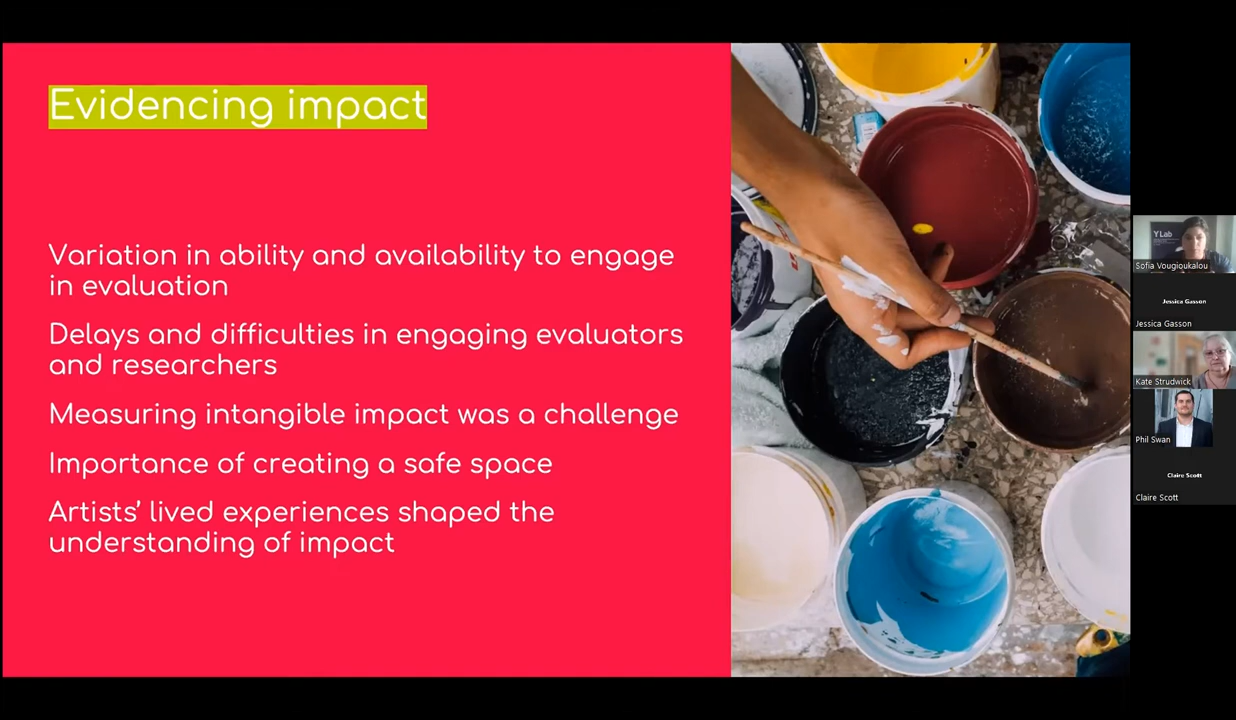 Evidencing impact
Variation in ability and availability to engage
in evaluation
Delays and difficulties in engaging evaluators
and researchers
Measuring intangible impact was a challenge
Importance of creating a safe space
Artists’ lived experiences shaped the
understanding of impact
Y Lab
Sofia Vougioukalou
Jessica Gasson
Jessica Gasson
Kate Strudwick
Phil Swan
Claire Scott
Claire Scott